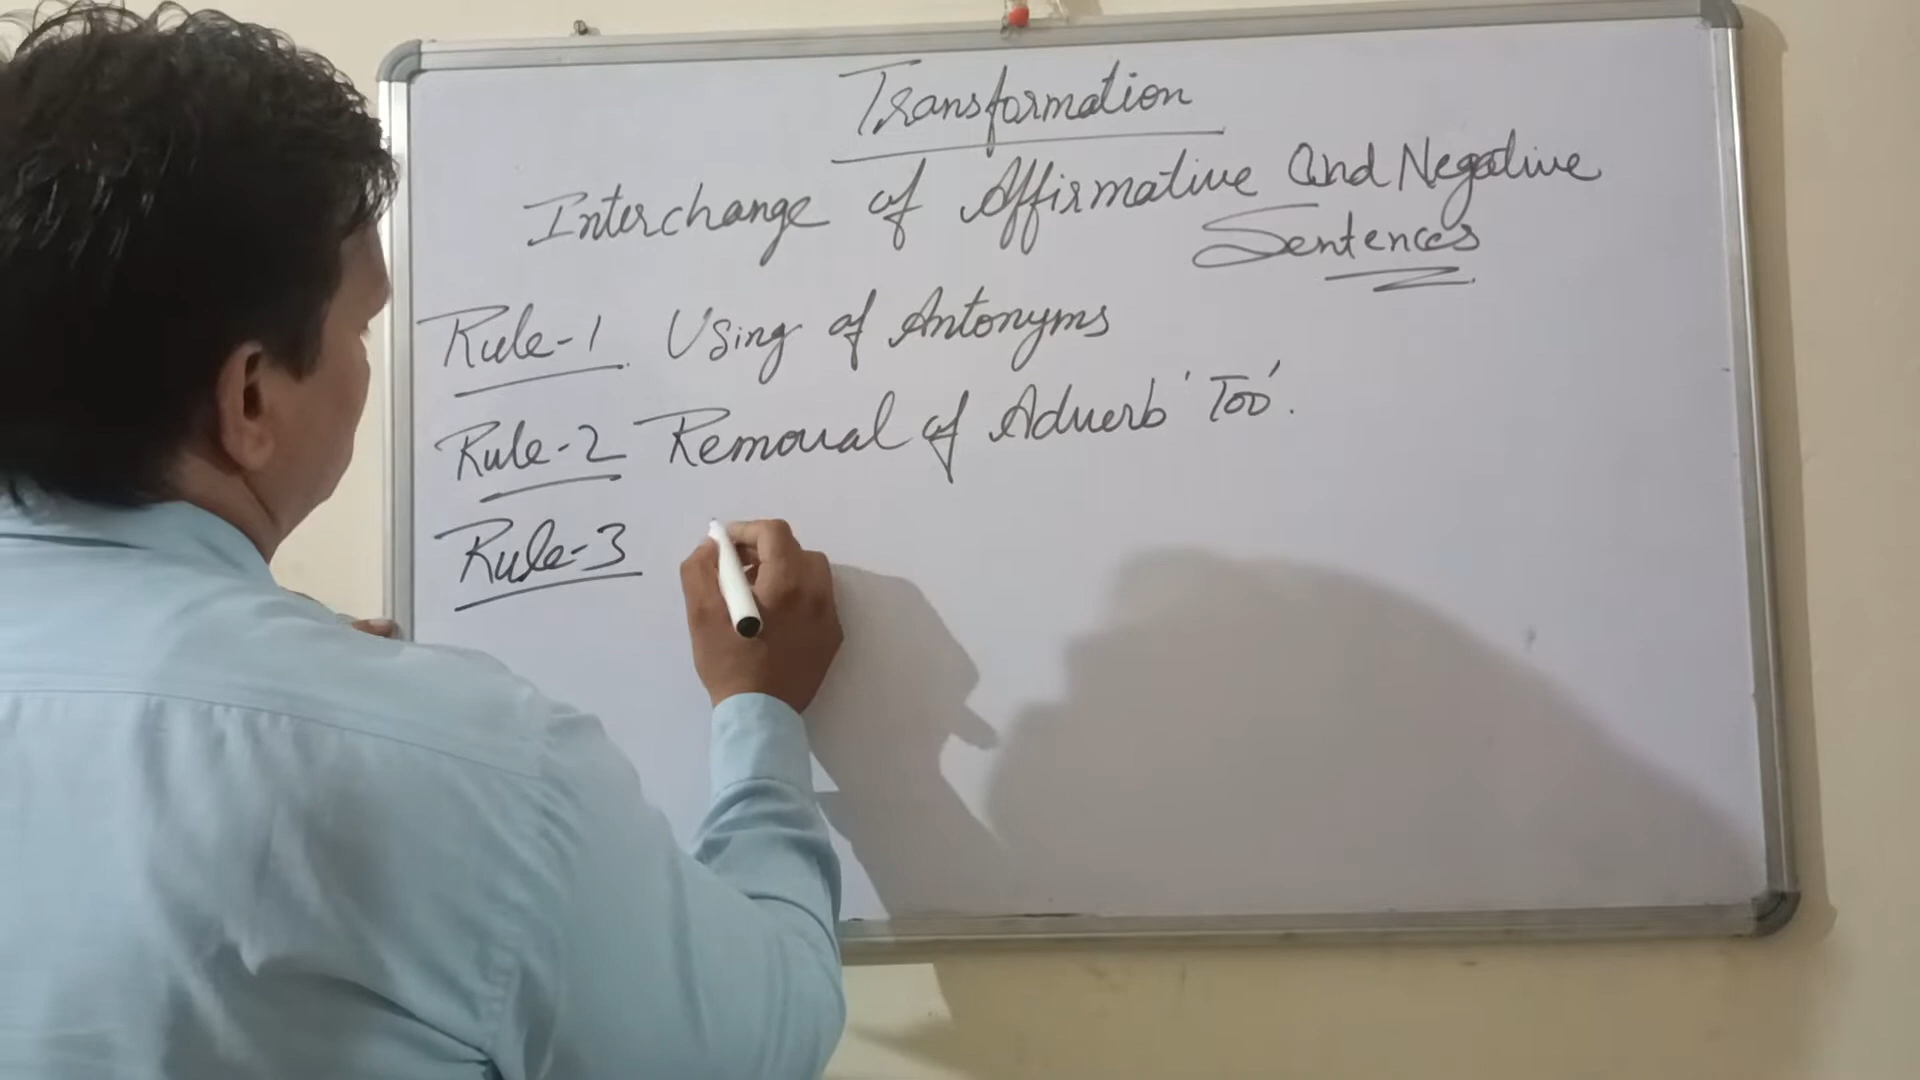 Transformation
Interchange of Affirmative and Negative
Sentences
Rule-1 Using of Antonyms
Rule-2 Removal of Adverb 'Too'.
Rule-3